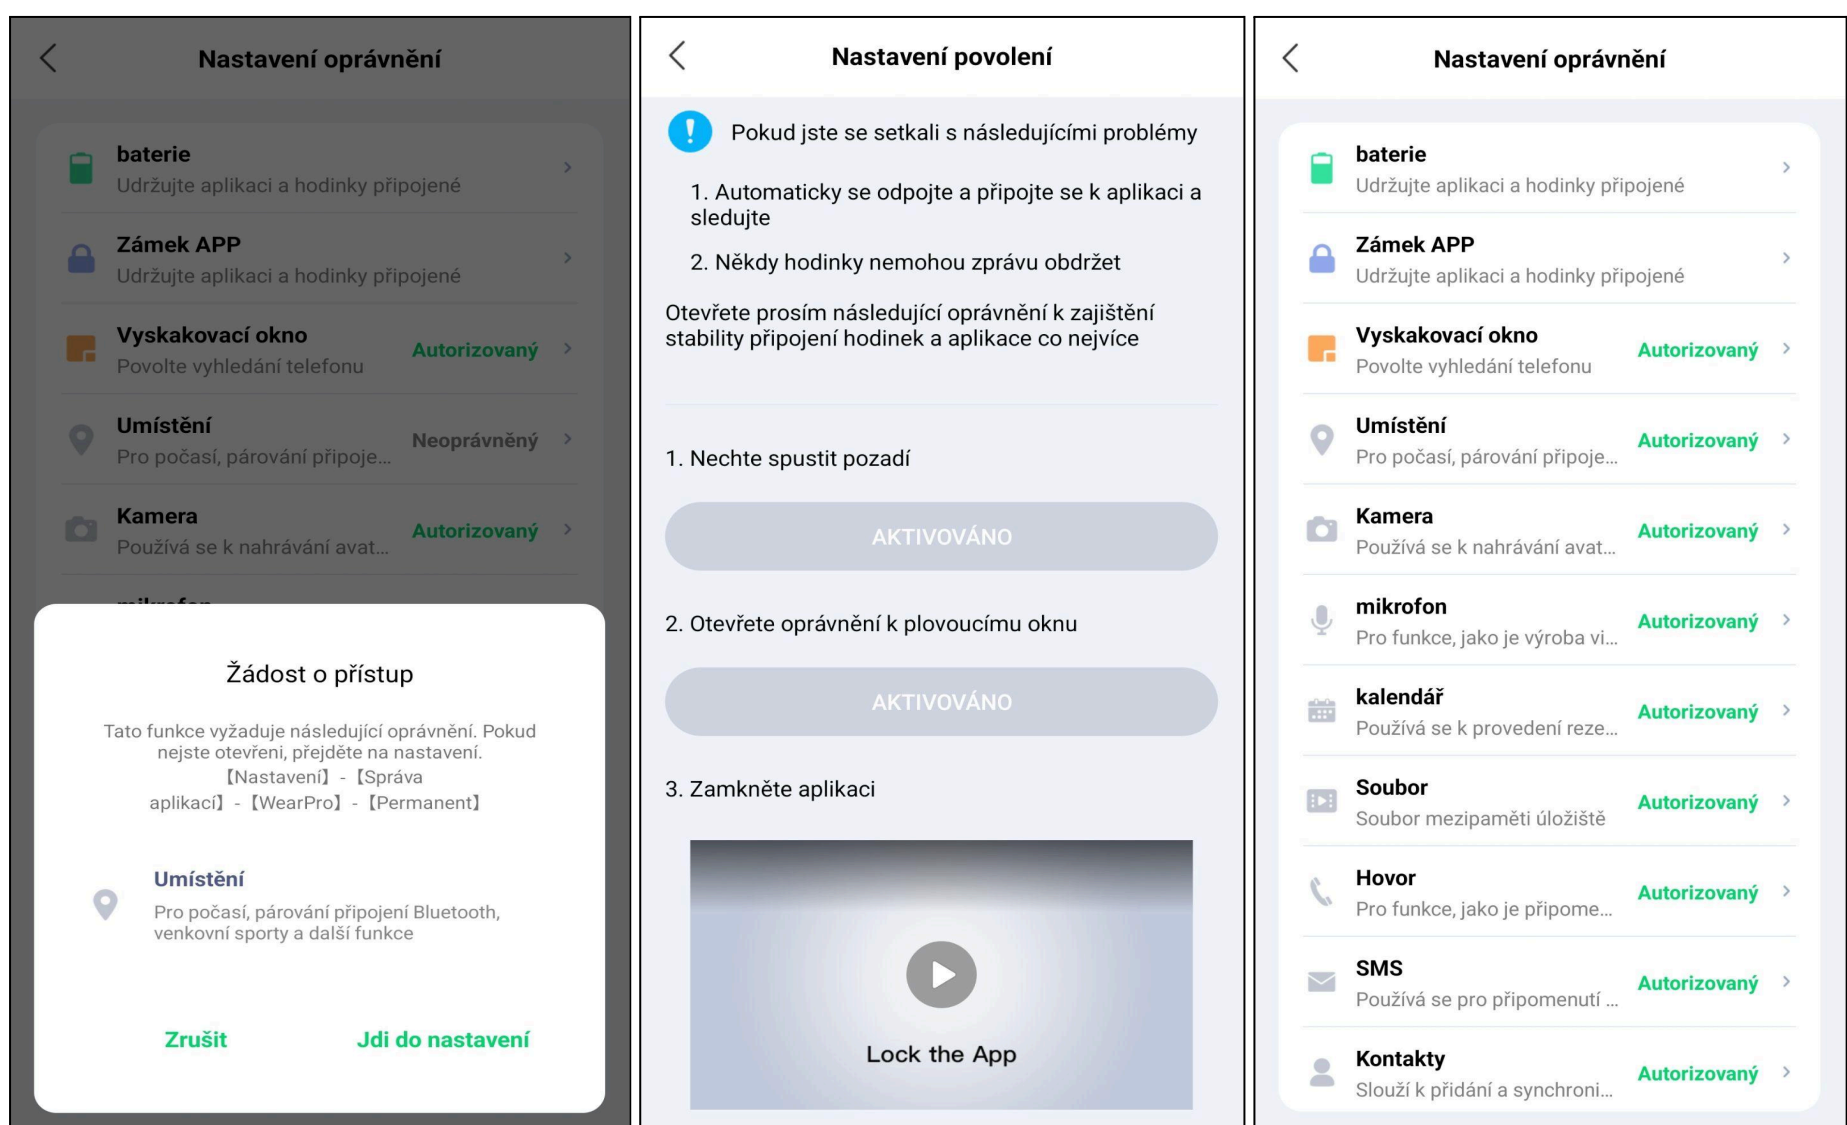 Nastavení oprávnění
baterie
Udržujte aplikaci a hodinky připojené
Zámek APP
Udržujte aplikaci a hodinky připojené
Vyskakovací okno
Povolte vyhledání telefonu
Autorizovaný
Umístění
Pro počasí, párování připoje...
Neoprávněný
Kamera
Používá se k nahrávání avat...
Autorizovaný
mikrofon
Žádost o přístup
Tato funkce vyžaduje následující oprávnění. Pokud
nejste otevřeni, přejděte na nastavení.
【Nastavení】-【Správa
aplikací】-【WearPro】-【Permanent】
Umístění
Pro počasí, párování připojení Bluetooth,
venkovní sporty a další funkce
Zrušit
Jdi do nastavení
Nastavení povolení
Pokud jste se setkali s následujícími problémy
1. Automaticky se odpojte a připojte se k aplikaci a
sledujte
2. Někdy hodinky nemohou zprávu obdržet
Otevřete prosím následující oprávnění k zajištění
stability připojení hodinek a aplikace co nejvíce
1. Nechte spustit pozadí
AKTIVOVÁNO
2. Otevřete oprávnění k plovoucímu oknu
AKTIVOVÁNO
3. Zamkněte aplikaci
Lock the App
Nastavení oprávnění
baterie
Udržujte aplikaci a hodinky připojené
Zámek APP
Udržujte aplikaci a hodinky připojené
Vyskakovací okno
Povolte vyhledání telefonu
Autorizovaný
Umístění
Pro počasí, párování připoje...
Autorizovaný
Kamera
Používá se k nahrávání avat...
Autorizovaný
mikrofon
Pro funkce, jako je výroba vi...
Autorizovaný
kalendář
Používá se k provedení reze...
Autorizovaný
Soubor
Soubor mezipaměti úložiště
Autorizovaný
Hovor
Pro funkce, jako je připome...
Autorizovaný
SMS
Používá se pro připomenutí ...
Autorizovaný
Kontakty
Slouží k přidání a synchroni...
Autorizovaný